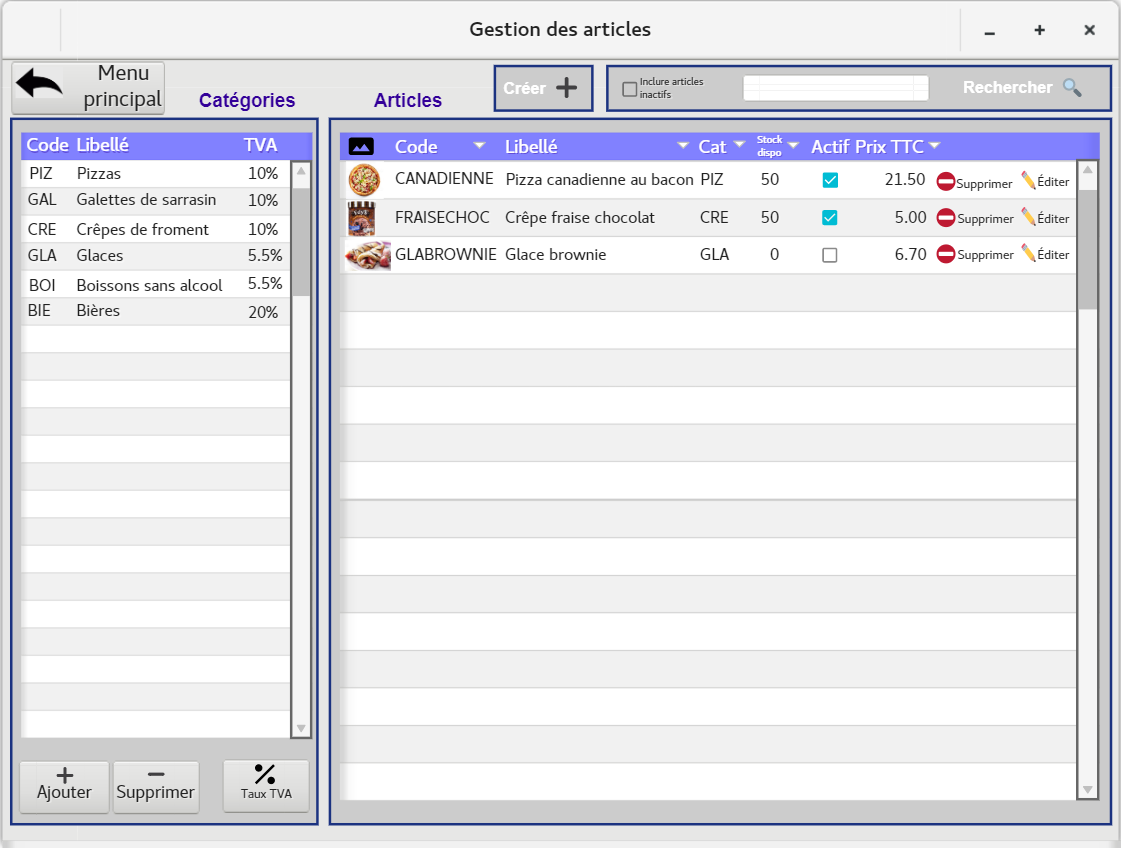 Gestion des articles
Menu
principal
Catégories
Articles
Créer
Inclure articles
inactifs
Rechercher
Code Libellé TVA
PIZ Pizzas 10%
GAL Galettes de sarrasin 10%
CRE Crêpes de froment 10%
GLA Glaces 5.5%
BOI Boissons sans alcool 5.5%
BIE Bières 20%
Ajouter
Supprimer
Taux TVA
Code Libellé Cat Stock dispo Actif Prix TTC
CANADIENNE Pizza canadienne au bacon PIZ 50 21.50 Supprimer Éditer
FRAISECHOC Crêpe fraise chocolat CRE 50 5.00 Supprimer Éditer
GLABROWNIE Glace brownie GLA 0 6.70 Supprimer Éditer